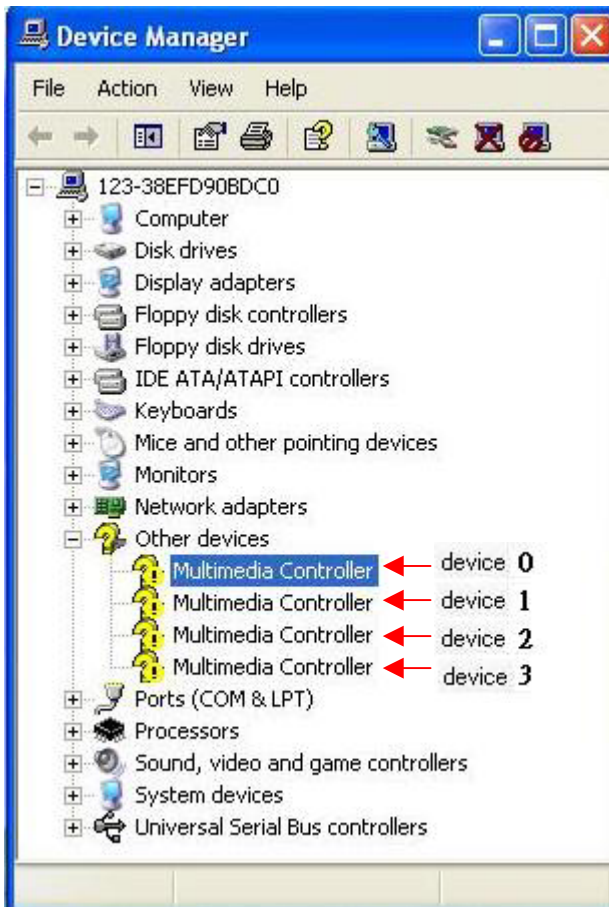 Device Manager
File Action View Help
123-38EFD90BDC0
Computer
Disk drives
Display adapters
Floppy disk controllers
Floppy disk drives
IDE ATA/ATAPI controllers
Keyboards
Mice and other pointing devices
Monitors
Network adapters
Other devices
Multimedia Controller device 0
Multimedia Controller device 1
Multimedia Controller device 2
Multimedia Controller device 3
Ports (COM & LPT)
Processors
Sound, video and game controllers
System devices
Universal Serial Bus controllers